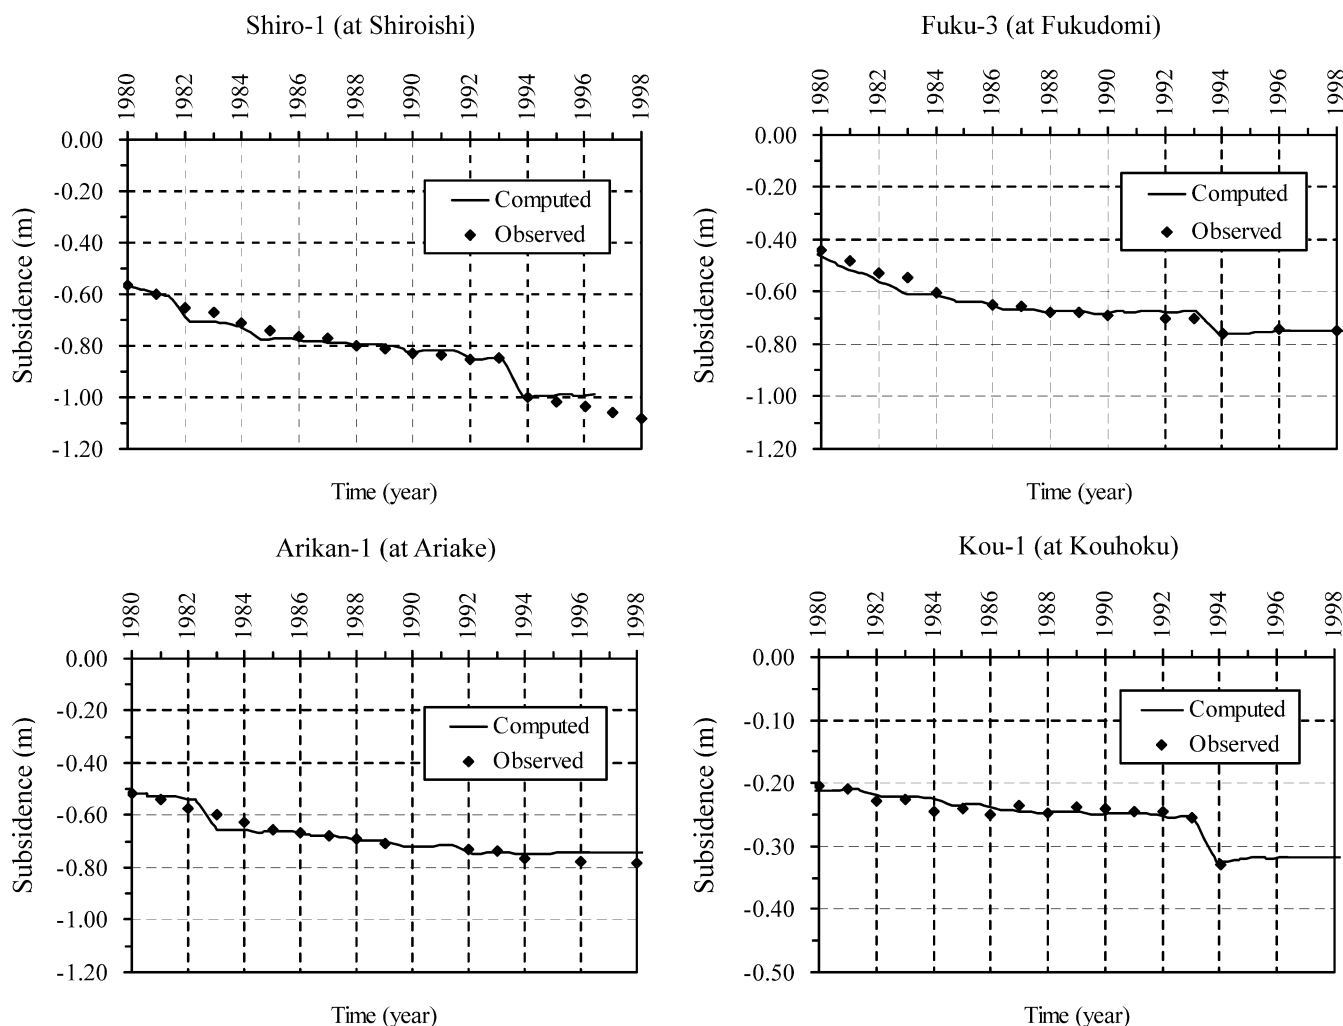 Shiro-1 (at Shiroishi)
1980 1982 1984 1986 1988 1990 1992 1994 1996 1998
0.00
-0.20
-0.40
-0.60
-0.80
-1.00
-1.20
Subsidence (m)
Computed
Observed
Time (year)
Fuku-3 (at Fukudomi)
1980 1982 1984 1986 1988 1990 1992 1994 1996 1998
0.00
-0.20
-0.40
-0.60
-0.80
-1.00
-1.20
Subsidence (m)
Computed
Observed
Time (year)
Arikan-1 (at Ariake)
1980 1982 1984 1986 1988 1990 1992 1994 1996 1998
0.00
-0.20
-0.40
-0.60
-0.80
-1.00
-1.20
Subsidence (m)
Computed
Observed
Time (year)
Kou-1 (at Kouhoku)
1980 1982 1984 1986 1988 1990 1992 1994 1996 1998
0.00
-0.10
-0.20
-0.30
-0.40
-0.50
Subsidence (m)
Computed
Observed
Time (year)